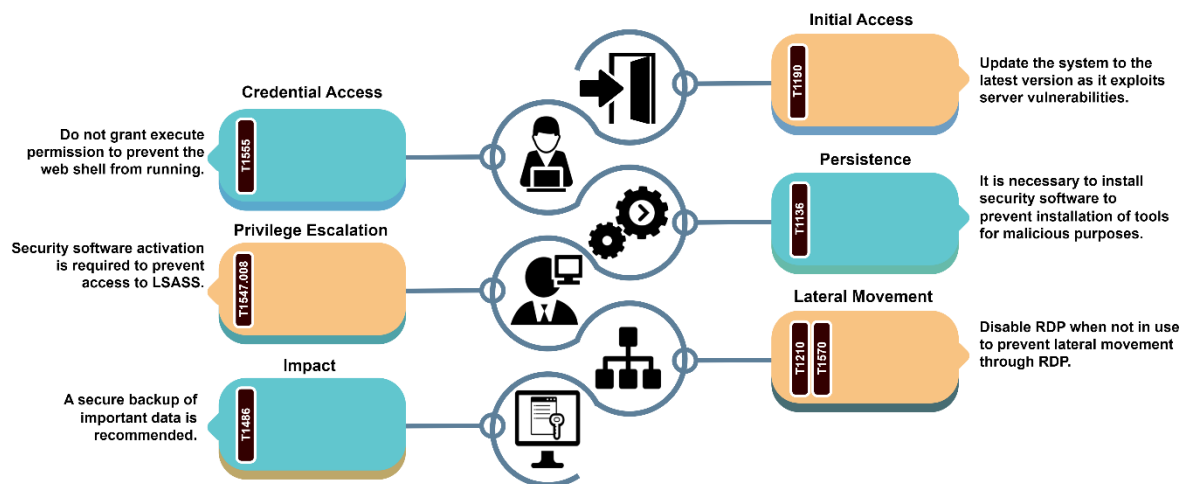 Initial Access
T1190
Update the system to the
latest version as it exploits
server vulnerabilities.
Credential Access
Do not grant execute
permission to prevent the
web shell from running.
T1555
Persistence
T1136
It is necessary to install
security software to
prevent installation of tools
for malicious purposes.
Privilege Escalation
Security software activation
is required to prevent
access to LSASS.
T1547.008
Lateral Movement
T1210
T1570
Disable RDP when not in use
to prevent lateral movement
through RDP.
Impact
A secure backup of
important data is
recommended.
T1486